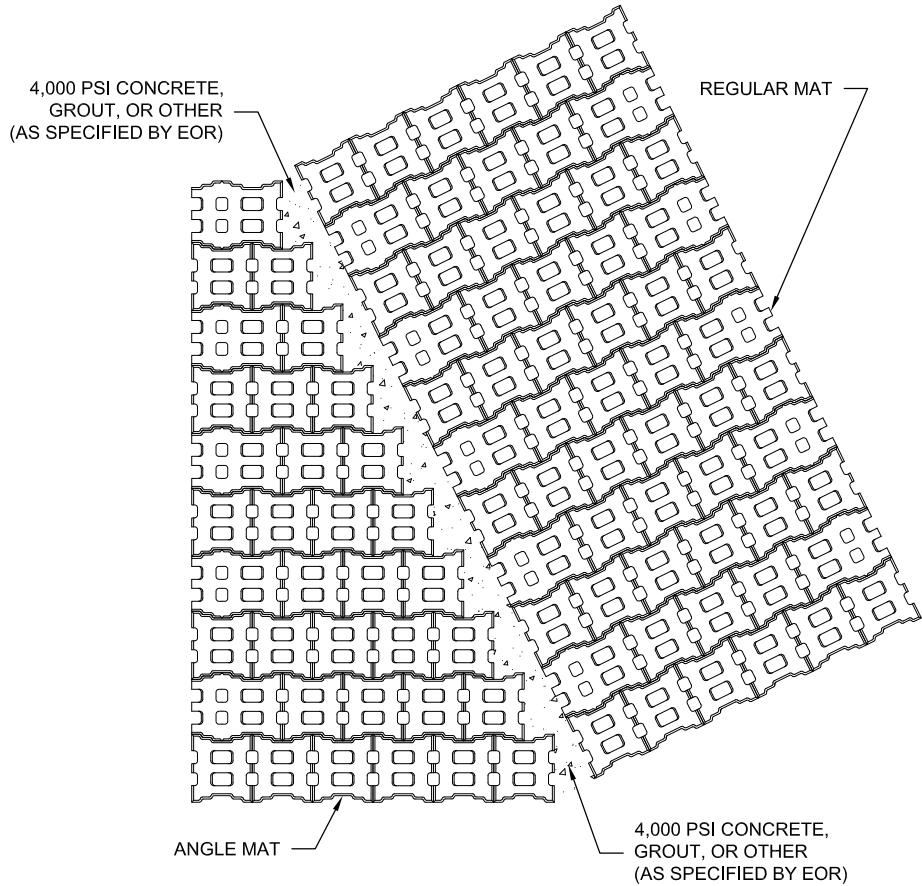 4,000 PSI CONCRETE,
GROUT, OR OTHER
(AS SPECIFIED BY EOR)
REGULAR MAT
ANGLE MAT
4,000 PSI CONCRETE,
GROUT, OR OTHER
(AS SPECIFIED BY EOR)